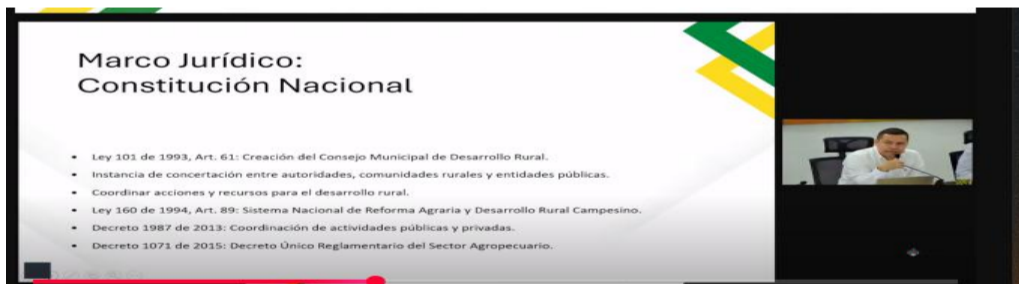 Marco Jurídico:
Constitución Nacional
• Ley 101 de 1993, Art. 61: Creación del Consejo Municipal de Desarrollo Rural.
• Instancia de concertación entre autoridades, comunidades rurales y entidades públicas.
• Coordinar acciones y recursos para el desarrollo rural.
• Ley 160 de 1994, Art. 89: Sistema Nacional de Reforma Agraria y Desarrollo Rural Campesino.
• Decreto 1987 de 2013: Coordinación de actividades públicas y privadas.
• Decreto 1071 de 2015: Decreto Único Reglamentario del Sector Agropecuario.